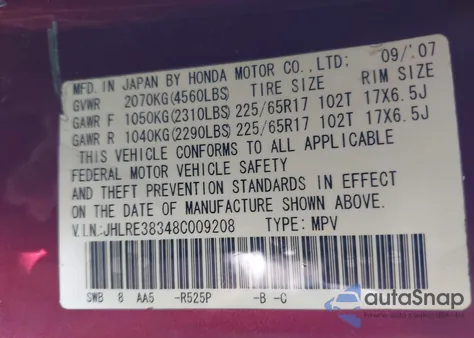 MFD. IN JAPAN BY HONDA MOTOR CO., LTD: 09/'07
GVWR 2070KG(4560LBS) TIRE SIZE RIM SIZE
GAWR F 1050KG(2310LBS) 225/65R17 102T 17X6.5J
GAWR R 1040KG(2290LBS) 225/65R17 102T 17X6.5J
THIS VEHICLE CONFORMS TO ALL APPLICABLE
FEDERAL MOTOR VEHICLE SAFETY
AND THEFT PREVENTION STANDARDS IN EFFECT
ON THE DATE OF MANUFACTURE SHOWN ABOVE.
V.I.N:JHLRE38348C009208 TYPE: MPV
SWB 8 AA5 -R525P -B -C
autoSnap